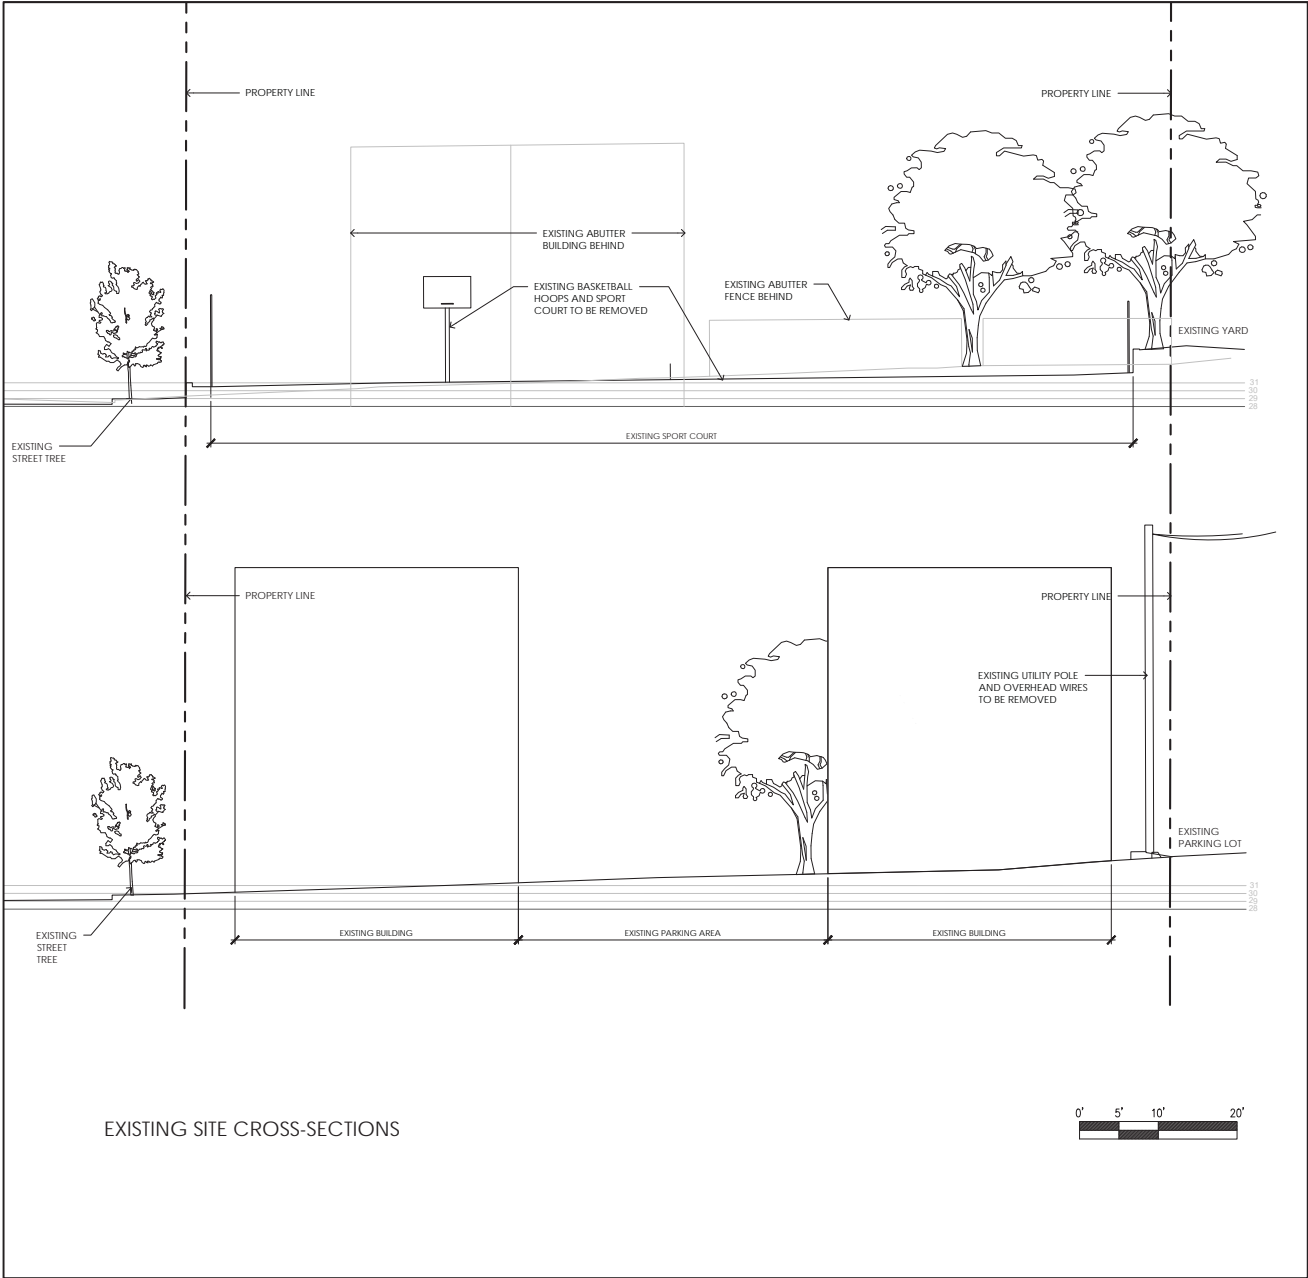 PROPERTY LINE
PROPERTY LINE
EXISTING ABUTTER
BUILDING BEHIND
EXISTING BASKETBALL
HOOPS AND SPORT
COURT TO BE REMOVED
EXISTING ABUTTER
FENCE BEHIND
EXISTING YARD
31
30
29
28
EXISTING SPORT COURT
EXISTING
STREET TREE
PROPERTY LINE
PROPERTY LINE
EXISTING UTILITY POLE
AND OVERHEAD WIRES
TO BE REMOVED
EXISTING
PARKING LOT
31
30
29
28
EXISTING
STREET
TREE
EXISTING BUILDING
EXISTING PARKING AREA
EXISTING BUILDING
EXISTING SITE CROSS-SECTIONS
0' 5' 10' 20'